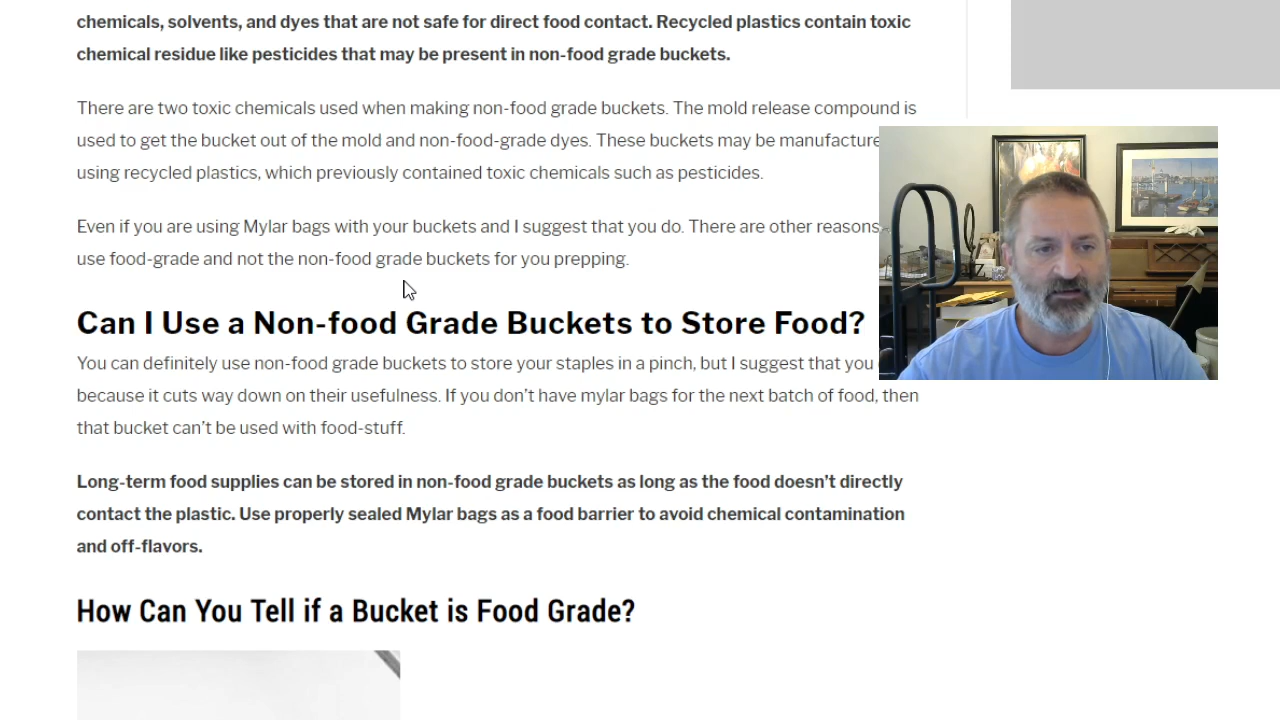 chemicals, solvents, and dyes that are not safe for direct food contact. Recycled plastics contain toxic
chemical residue like pesticides that may be present in non-food grade buckets.
There are two toxic chemicals used when making non-food grade buckets. The mold release compound is
used to get the bucket out of the mold and non-food-grade dyes. These buckets may be manufacture
using recycled plastics, which previously contained toxic chemicals such as pesticides.
Even if you are using Mylar bags with your buckets and I suggest that you do. There are other reasons
use food-grade and not the non-food grade buckets for you prepping.
Can I Use a Non-food Grade Buckets to Store Food?
You can definitely use non-food grade buckets to store your staples in a pinch, but I suggest that you
because it cuts way down on their usefulness. If you don't have mylar bags for the next batch of food, then
that bucket can't be used with food-stuff.
Long-term food supplies can be stored in non-food grade buckets as long as the food doesn't directly
contact the plastic. Use properly sealed Mylar bags as a food barrier to avoid chemical contamination
and off-flavors.
How Can You Tell if a Bucket is Food Grade?